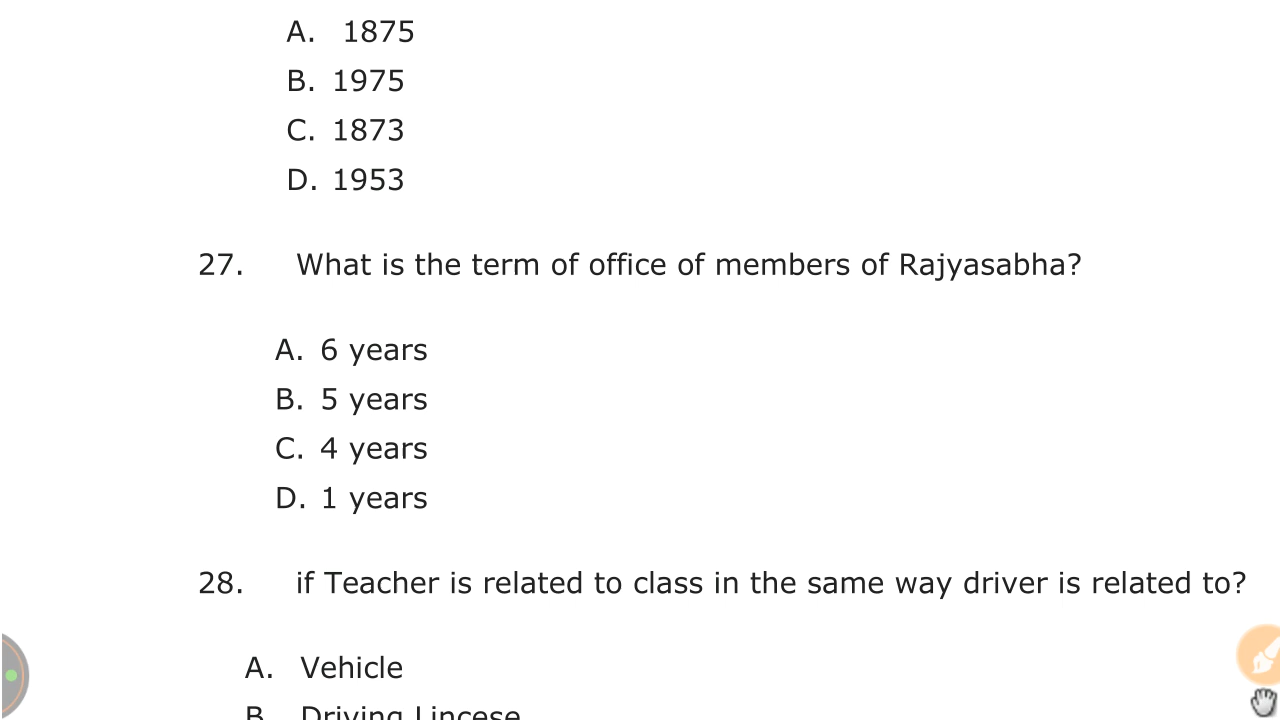 A. 1875
B. 1975
C. 1873
D. 1953
27. What is the term of office of members of Rajyasabha?
A. 6 years
B. 5 years
C. 4 years
D. 1 years
28. if Teacher is related to class in the same way driver is related to?
A. Vehicle
B. Driving Lincese